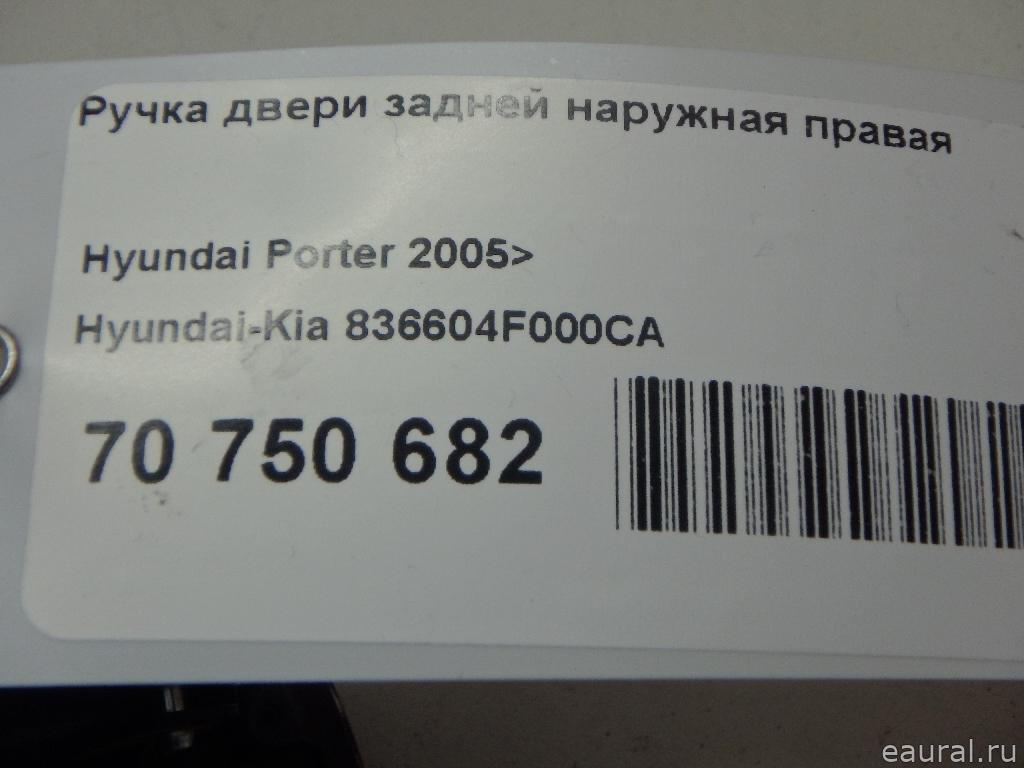 Ручка двери задней наружная правая
Hyundai Porter 2005>
Hyundai-Kia 836604F000CA
70 750 682
eaural.ru